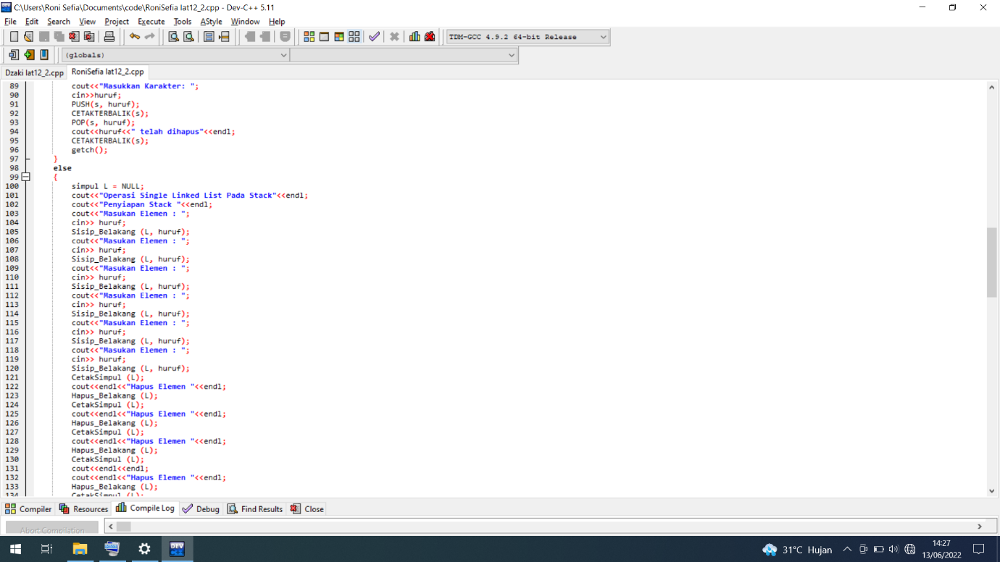 C:\Users\Roni Sefia\Documents\code\RoniSefia lat12_2.cpp - Dev-C++ 5.11
File Edit Search View Project Execute Tools AStyle Window Help
TDM-GCC 4.9.2 64-bit Release
(globals)
Dzaki lat12_2.cpp RoniSefia lat12_2.cpp
89 cout<<"Masukkan Karakter: ";
90 cin>>huruf;
91 PUSH(s, huruf);
92 CETAKTERBALIK(s);
93 POP(s, huruf);
94 cout<<huruf<<" telah dihapus"<<endl;
95 CETAKTERBALIK(s);
96 getch();
97 }
98 else
99 {
100 simpul L = NULL;
101 cout<<"Operasi Single Linked List Pada Stack"<<endl;
102 cout<<"Penyiapan Stack "<<endl;
103 cout<<"Masukan Elemen : ";
104 cin>> huruf;
105 Sisip_Belakang (L, huruf);
106 cout<<"Masukan Elemen : ";
107 cin>> huruf;
108 Sisip_Belakang (L, huruf);
109 cout<<"Masukan Elemen : ";
110 cin>> huruf;
111 Sisip_Belakang (L, huruf);
112 cout<<"Masukan Elemen : ";
113 cin>> huruf;
114 Sisip_Belakang (L, huruf);
115 cout<<"Masukan Elemen : ";
116 cin>> huruf;
117 Sisip_Belakang (L, huruf);
118 cout<<"Masukan Elemen : ";
119 cin>> huruf;
120 Sisip_Belakang (L, huruf);
121 CetakSimpul (L);
122 cout<<endl<<"Hapus Elemen "<<endl;
123 Hapus_Belakang (L);
124 CetakSimpul (L);
125 cout<<endl<<"Hapus Elemen "<<endl;
126 Hapus_Belakang (L);
127 CetakSimpul (L);
128 cout<<endl<<"Hapus Elemen "<<endl;
129 Hapus_Belakang (L);
130 CetakSimpul (L);
131 cout<<endl<<endl;
132 cout<<endl<<"Hapus Elemen "<<endl;
133 Hapus_Belakang (L);
134 CetakSimpul (L);
Compiler Resources Compile Log Debug Find Results Close
Abort Compilation
DEV C++ 31°C Hujan 14:27
13/06/2022